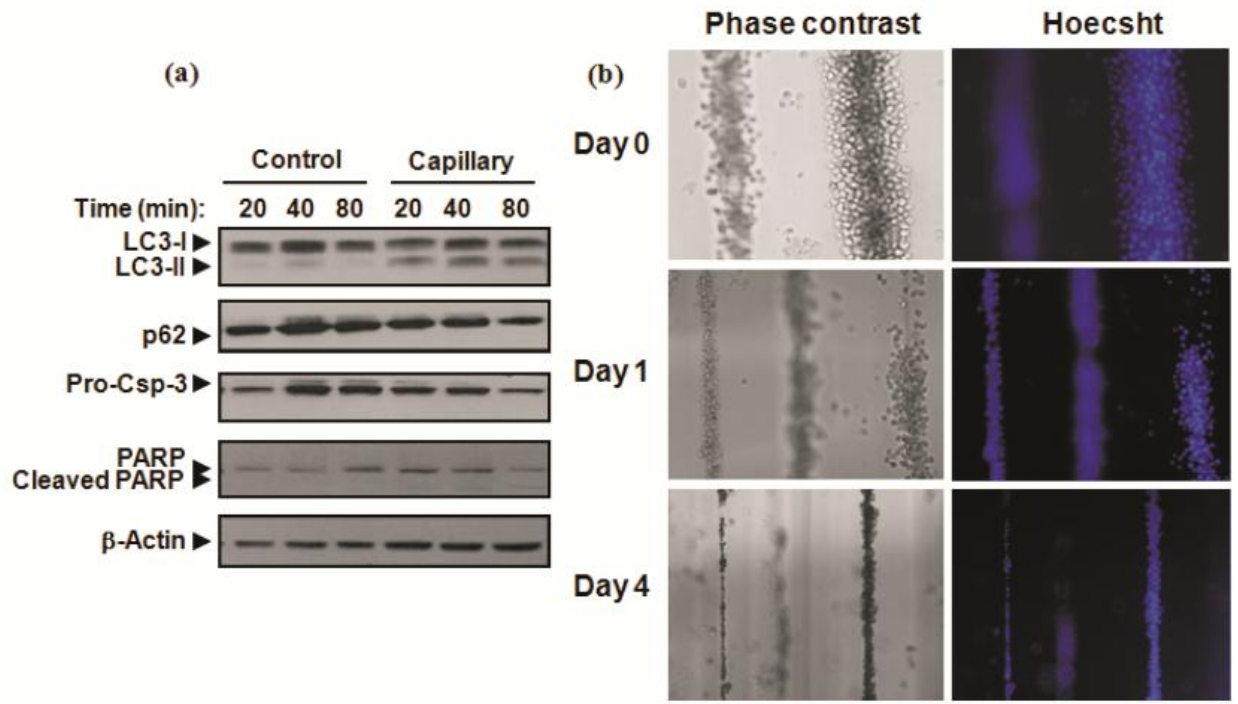 (a)
Control Capillary
Time (min): 20 40 80 20 40 80
LC3-I
LC3-II
p62
Pro-Csp-3
PARP
Cleaved PARP
β-Actin
(b)
Phase contrast Hoecsht
Day 0
Day 1
Day 4